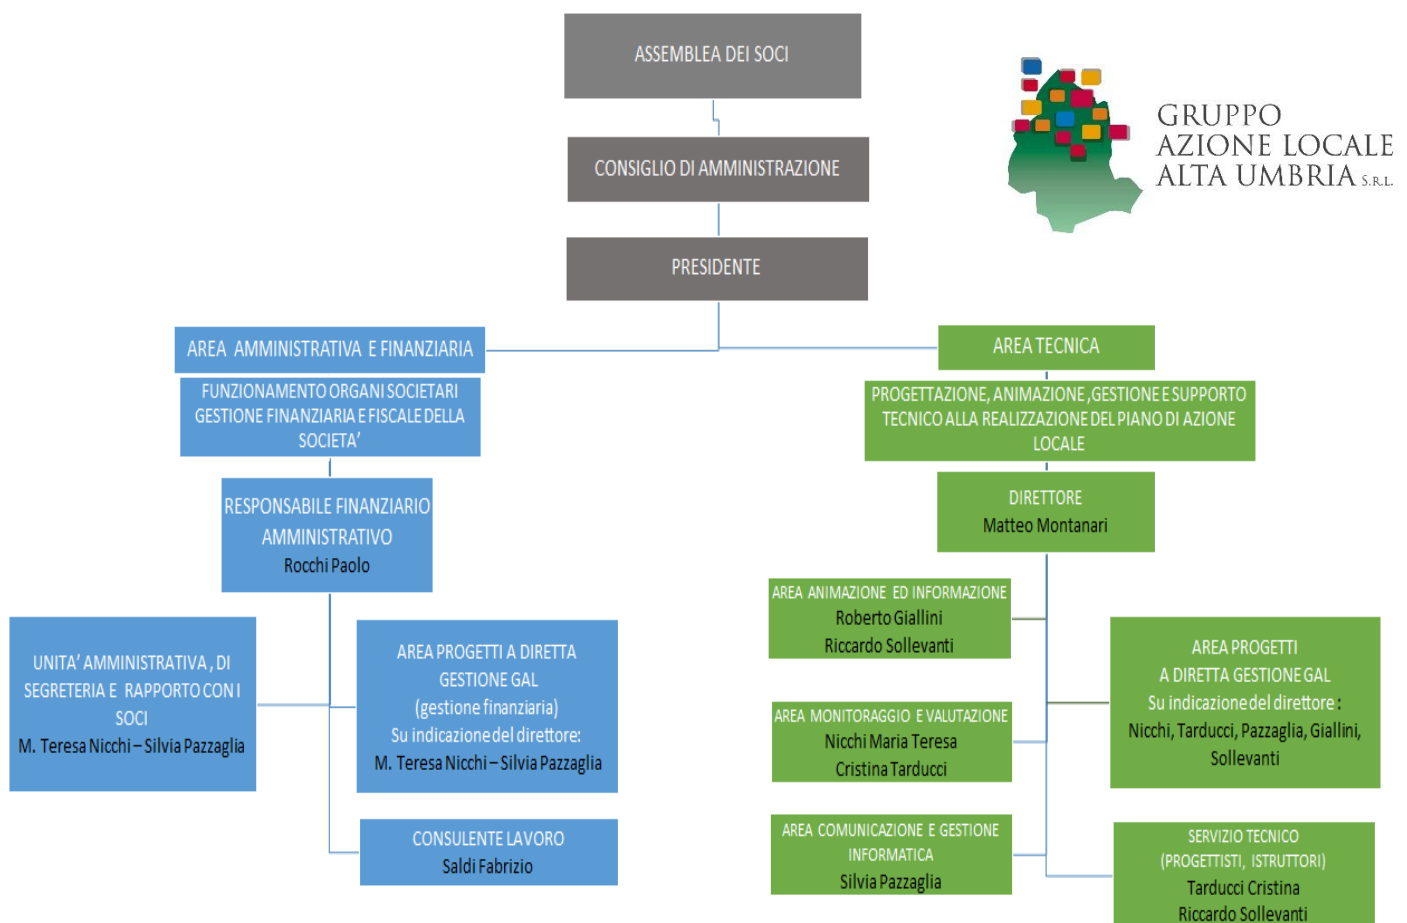 ASSEMBLEA DEI SOCI
GRUPPO
AZIONE LOCALE
ALTA UMBRIA S.R.L.
CONSIGLIO DI AMMINISTRAZIONE
PRESIDENTE
AREA AMMINISTRATIVA E FINANZIARIA
FUNZIONAMENTO ORGANI SOCIETARI
GESTIONE FINANZIARIA E FISCALE DELLA
SOCIETA’
RESPONSABILE FINANZIARIO
AMMINISTRATIVO
Rocchi Paolo
UNITA’ AMMINISTRATIVA , DI
SEGRETERIA E RAPPORTO CON I
SOCI
M. Teresa Nicchi – Silvia Pazzaglia
AREA PROGETTI A DIRETTA
GESTIONE GAL
(gestione finanziaria)
Su indicazione del direttore:
M. Teresa Nicchi – Silvia Pazzaglia
CONSULENTE LAVORO
Saldi Fabrizio
AREA TECNICA
PROGETTAZIONE, ANIMAZIONE ,GESTIONE E SUPPORTO
TECNICO ALLA REALIZZAZIONE DEL PIANO DI AZIONE
LOCALE
DIRETTORE
Matteo Montanari
AREA ANIMAZIONE ED INFORMAZIONE
Roberto Giallini
Riccardo Sollevanti
AREA MONITORAGGIO E VALUTAZIONE
Nicchi Maria Teresa
Cristina Tarducci
AREA COMUNICAZIONE E GESTIONE
INFORMATICA
Silvia Pazzaglia
AREA PROGETTI
A DIRETTA GESTIONE GAL
Su indicazione del direttore :
Nicchi, Tarducci, Pazzaglia, Giallini,
Sollevanti
SERVIZIO TECNICO
(PROGETTISTI, ISTRUTTORI)
Tarducci Cristina
Riccardo Sollevanti